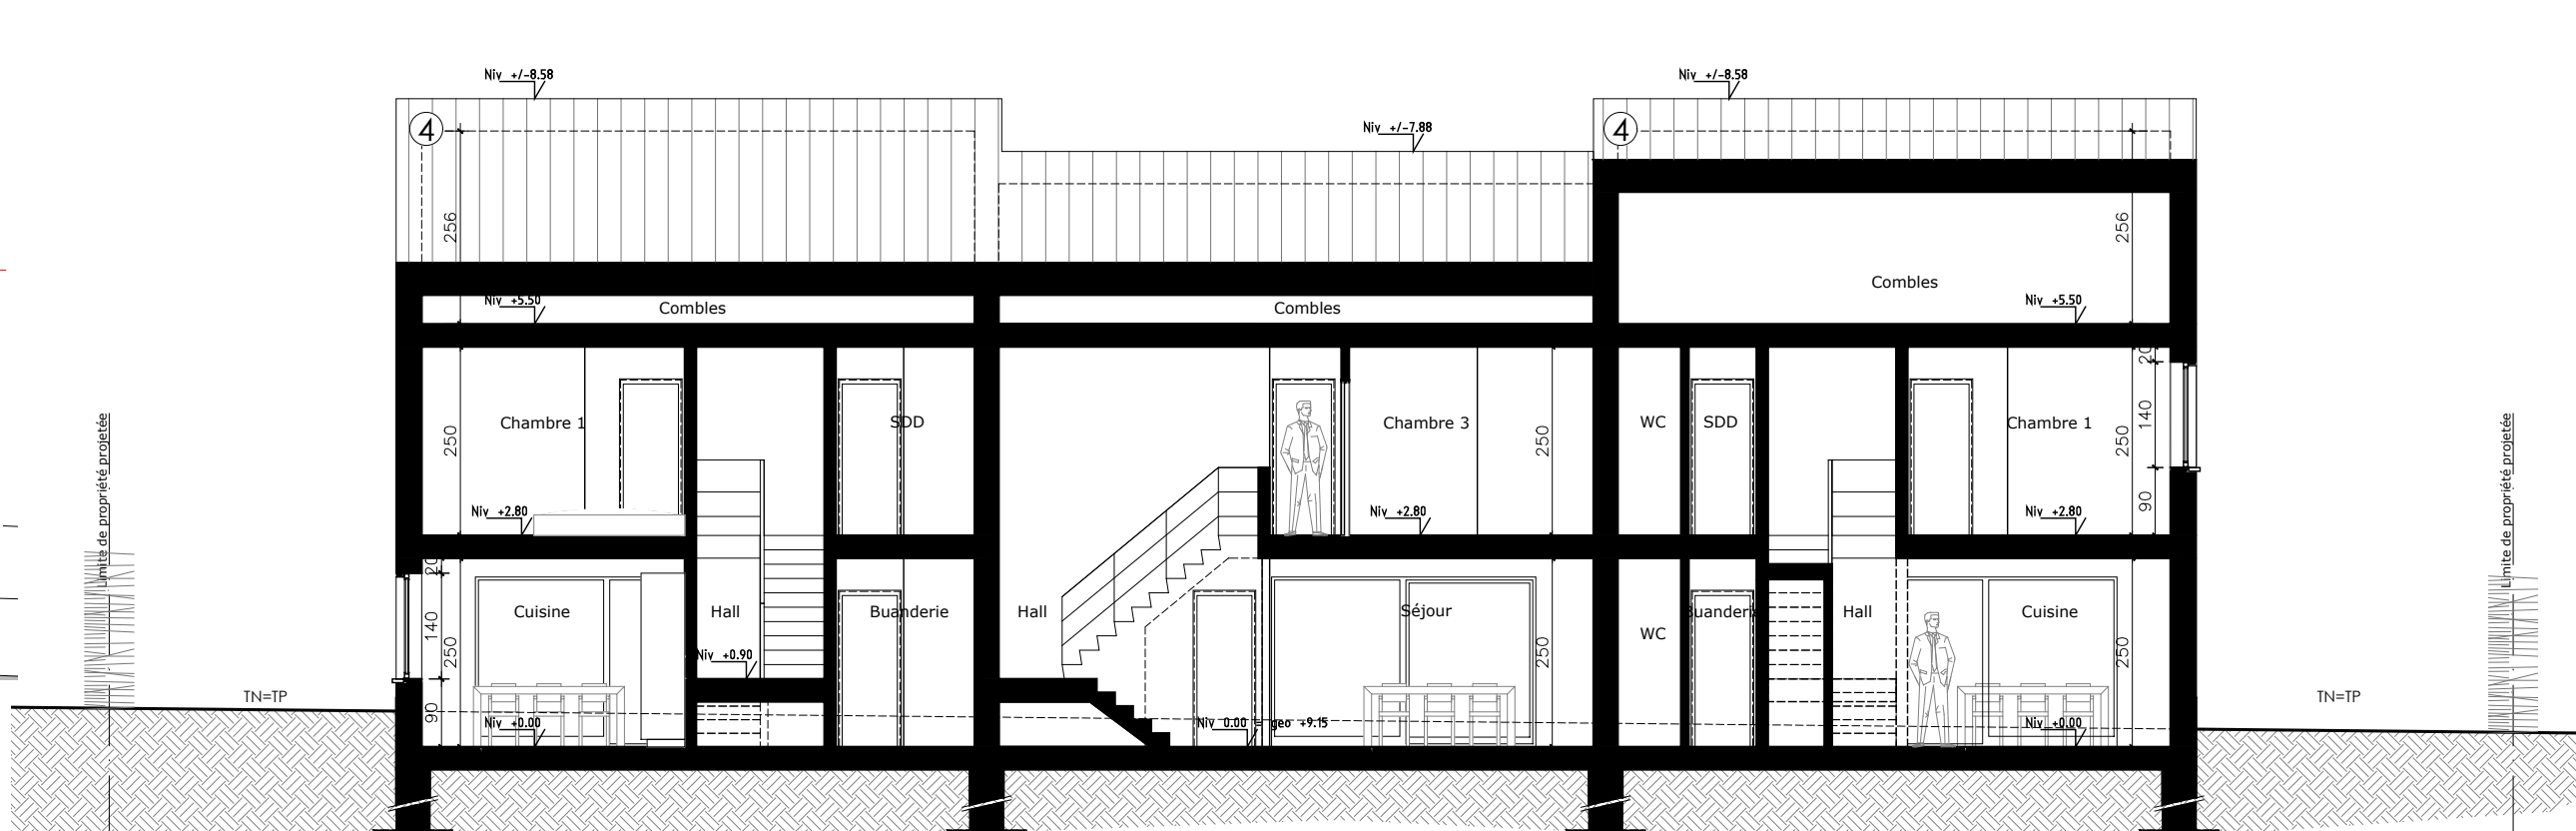 Niv +/-8.58
Niv +/-8.58
4
4
Niv +/-7.88
256
256
Combles
Niv +5.50
Niv +5.50
Combles
Combles
20
Chambre 1
SDD
Chambre 3
WC
SDD
Chambre 1
140
250
250
250
90
Limite de propriété projetée
Limite de propriété projetée
Niv +2.80
Niv +2.80
Niv +2.80
20
Cuisine
Hall
Buanderie
Hall
Séjour
WC
Buanderie
Hall
Cuisine
140
250
250
250
Niv +0.90
TN=TP
TN=TP
90
Niv +0.00
Niv 0.00 = geo +9.15
Niv +0.00